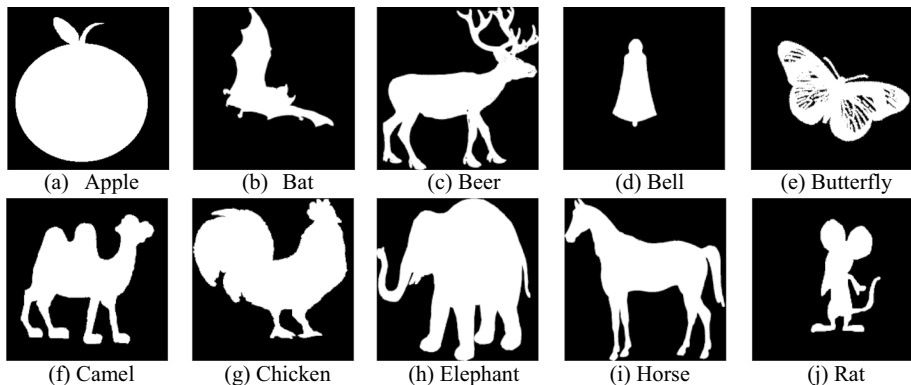 (a) Apple
(b) Bat
(c) Beer
(d) Bell
(e) Butterfly
(f) Camel
(g) Chicken
(h) Elephant
(i) Horse
(j) Rat